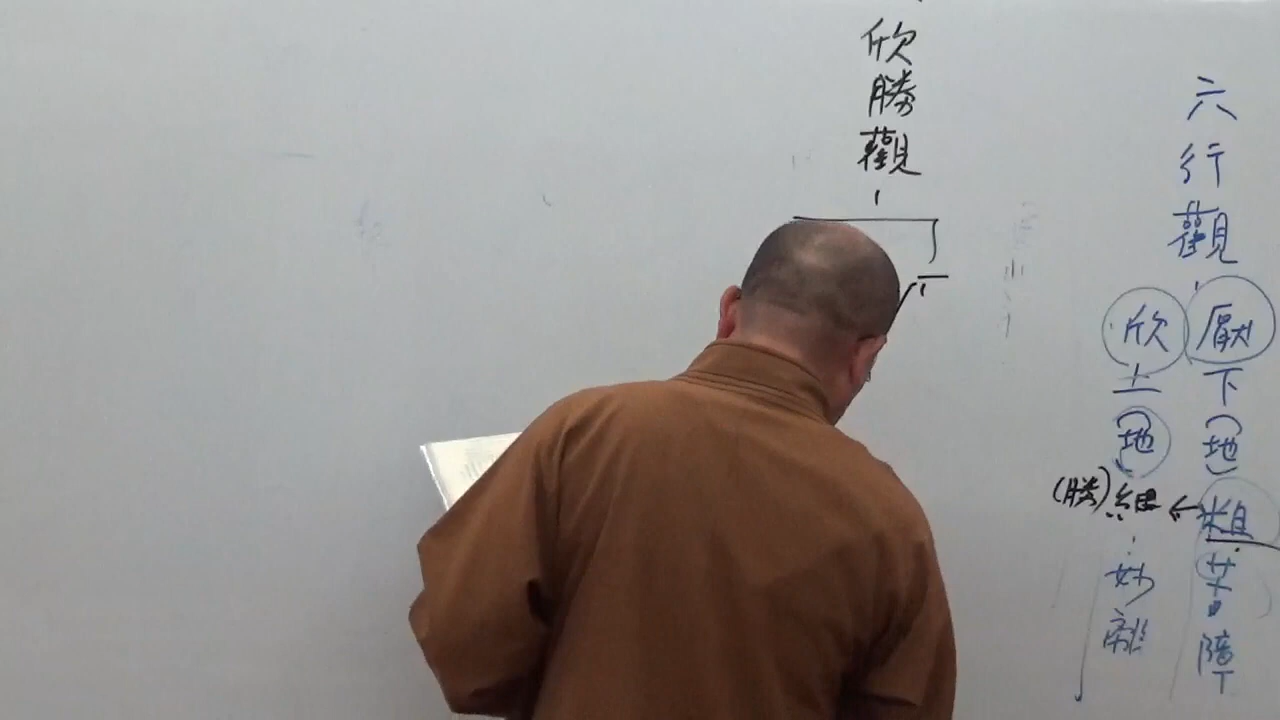 六行觀
厭下(地)粗苦障
欣上(地)細妙離
(勝)
欣勝觀